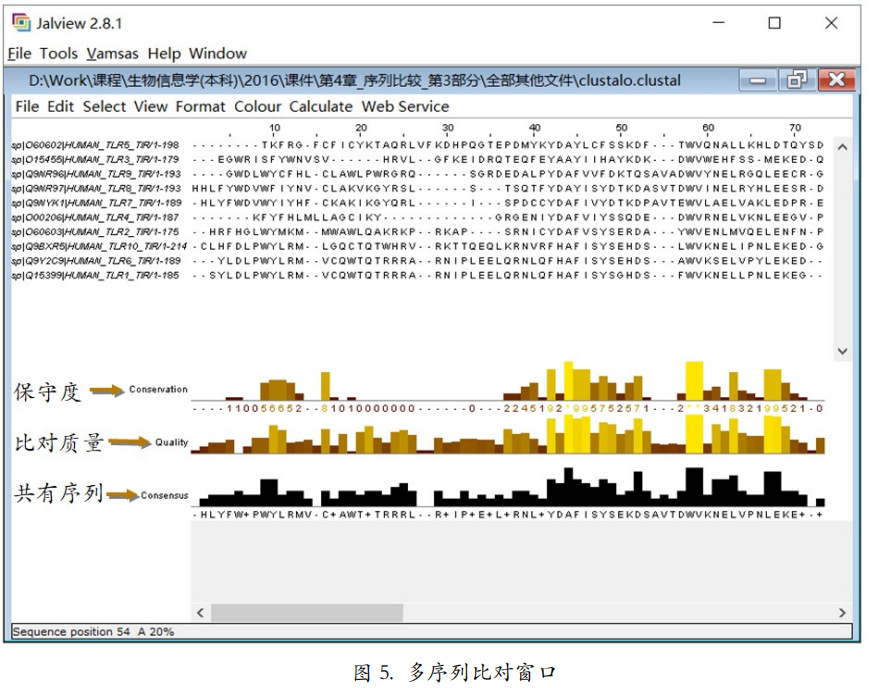 Jalview 2.8.1
File Tools Vamsas Help Window
D:\Work\课程\生物信息学(本科)\2016\课件\第4章_序列比较_第3部分\全部其他文件\clustalo.clustal
File Edit Select View Format Colour Calculate Web Service
10 20 30 40 50 60 70
sp|O60602|HUMAN_TLR5_TIR/1-198 --------TKFRG-FCFICYKTAQRLVFKDHPQGTEPDMYKYDAYLCFSSKDF---TWVQNALLKHLDTQYSD
sp|O15455|HUMAN_TLR3_TIR/1-179 ---EGWRISFYWNVSV------HRVL--GFKEIDRQTEQFEYAAYIIHAYKDK---DWVWEHFSS-MEKED-Q
sp|Q9NR96|HUMAN_TLR9_TIR/1-193 ---GWDLWYCFHL-CLAWLPWRGRQ-------SGRDEDALPYDAFVVFDKTQSAVADWVYNELRGQLEECR-G
sp|Q9NR97|HUMAN_TLR8_TIR/1-193 HHLFYWDVWFIYNV-CLAKVKGYRSL-------S---TSQTFYDAYISYDTKDASVTDWVINELRYHLEESR-D
sp|Q9NYK1|HUMAN_TLR7_TIR/1-189 HLYFWDVWYIYHF-CKAKIKGYQRL-------I---SPDCCYDAFIVYDTKDPAVTEWVLAELVAKLEDPR-E
sp|O00206|HUMAN_TLR4_TIR/1-187 -------KFYFHLMLLAGCIKY-------------GRGENIYDAFVIYSSQDE---DWVRNELVKNLEEGV-P
sp|O60603|HUMAN_TLR2_TIR/1-175 --HRFHGLWYMKM--MWAWLQAKRKP--RKAP---SRNICYDAFVSYSERDA---YWVENLMVQELENFN-P
sp|Q9BXR5|HUMAN_TLR10_TIR/1-214 CLHFDLPWYLRM--LGQCTQTWHRV--RKTTQEQLKRNVRFHAFISYSEHDS---LWVKNELIPNLEKED-G
sp|Q9Y2C9|HUMAN_TLR6_TIR/1-189 ---YLDLPWYLRM--VCQWTQTRRRA--RNIPLEELQRNLQFHAFISYSEHDS---AWVKSELVPYLEKED--
sp|Q15399|HUMAN_TLR1_TIR/1-185 --SYLDLPWYLRM--VCQWTQTRRRA--RNIPLEELQRNLQFHAFISYSGHDS---FWVKNELLPNLEKEG--
保守度 Conservation
----110056652--81010000000------0---2245192*995752571---2**341832199521-0
比对质量 Quality
共有序列 Consensus
-HLYFW+PWYLRMV-C+AWT+TRRRL--R+IP+E+L+RNL+YDAFISYSEKDSAVTDWVKNELVPNLEKE+-+
Sequence position 54 A 20%
图 5. 多序列比对窗口